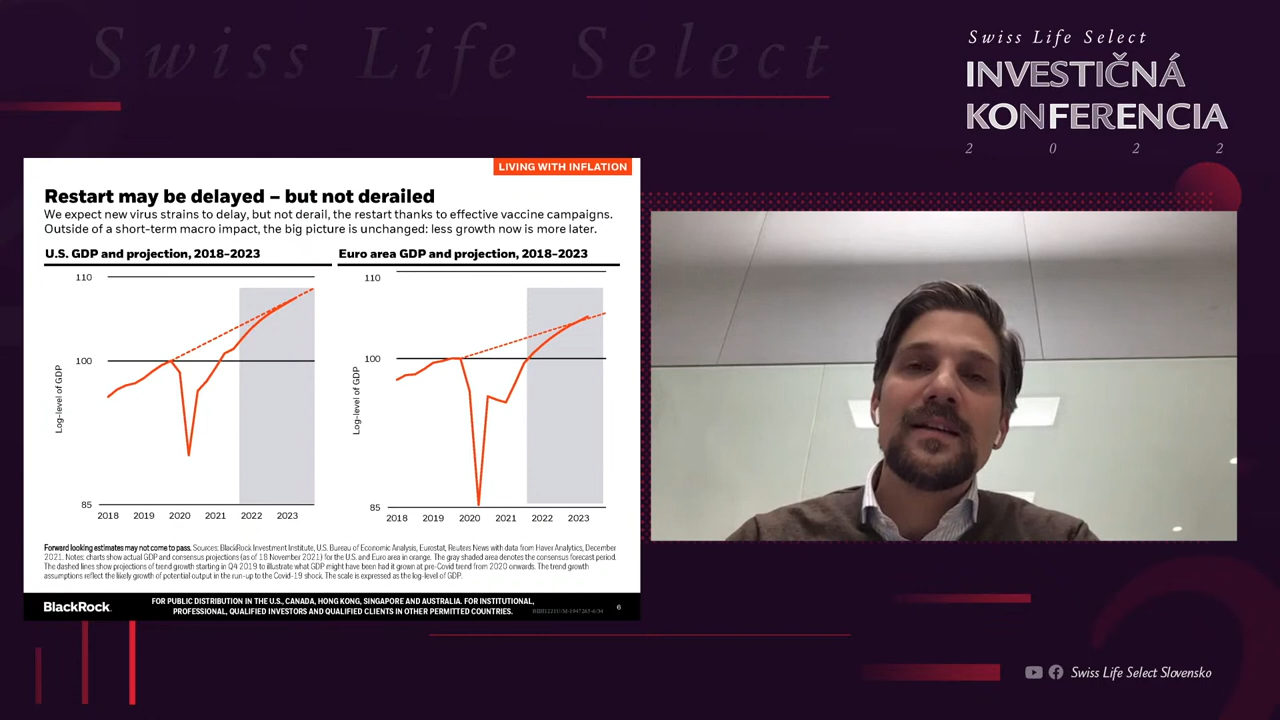 Swiss Life Select
Swiss Life Select
INVESTIČNÁ
KONFERENCIA
2 0 2 2
LIVING WITH INFLATION
Restart may be delayed – but not derailed
We expect new virus strains to delay, but not derail, the restart thanks to effective vaccine campaigns.
Outside of a short-term macro impact, the big picture is unchanged: less growth now is more later.
U.S. GDP and projection, 2018-2023
110
100
85
Log-level of GDP
2018 2019 2020 2021 2022 2023
Euro area GDP and projection, 2018-2023
110
100
85
Log-level of GDP
2018 2019 2020 2021 2022 2023
Forward looking estimates may not come to pass. Sources: BlackRock Investment Institute, U.S. Bureau of Economic Analysis, Eurostat, Reuters News with data from Haver Analytics, December
2021. Notes: charts show actual GDP and consensus projections (as of 18 November 2021) for the U.S. and Euro area in orange. The gray shaded area denotes the consensus forecast period.
The dashed lines show projections of trend growth starting in Q4 2019 to illustrate what GDP might have been had it grown at pre-Covid trend from 2020 onwards. The trend growth
assumptions reflect the likely growth of potential output in the run-up to the Covid-19 shock. The scale is expressed as the log-level of GDP.
BlackRock.
FOR PUBLIC DISTRIBUTION IN THE U.S., CANADA, HONG KONG, SINGAPORE AND AUSTRALIA. FOR INSTITUTIONAL,
PROFESSIONAL, QUALIFIED INVESTORS AND QUALIFIED CLIENTS IN OTHER PERMITTED COUNTRIES.
6
Swiss Life Select Slovensko